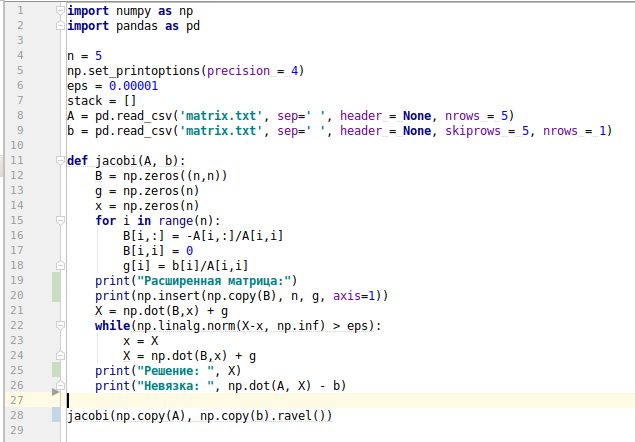 1 import numpy as np
2 import pandas as pd
3
4 n = 5
5 np.set_printoptions(precision = 4)
6 eps = 0.00001
7 stack = []
8 A = pd.read_csv('matrix.txt', sep=' ', header = None, nrows = 5)
9 b = pd.read_csv('matrix.txt', sep=' ', header = None, skiprows = 5, nrows = 1)
10
11 def jacobi(A, b):
12     B = np.zeros((n,n))
13     g = np.zeros(n)
14     x = np.zeros(n)
15     for i in range(n):
16         B[i,:] = -A[i,:]/A[i,i]
17         B[i,i] = 0
18         g[i] = b[i]/A[i,i]
19     print("Расширенная матрица:")
20     print(np.insert(np.copy(B), n, g, axis=1))
21     X = np.dot(B,x) + g
22     while(np.linalg.norm(X-x, np.inf) > eps):
23         x = X
24         X = np.dot(B,x) + g
25     print("Решение: ", X)
26     print("Невязка: ", np.dot(A, X) - b)
27
28 jacobi(np.copy(A), np.copy(b).ravel())
29